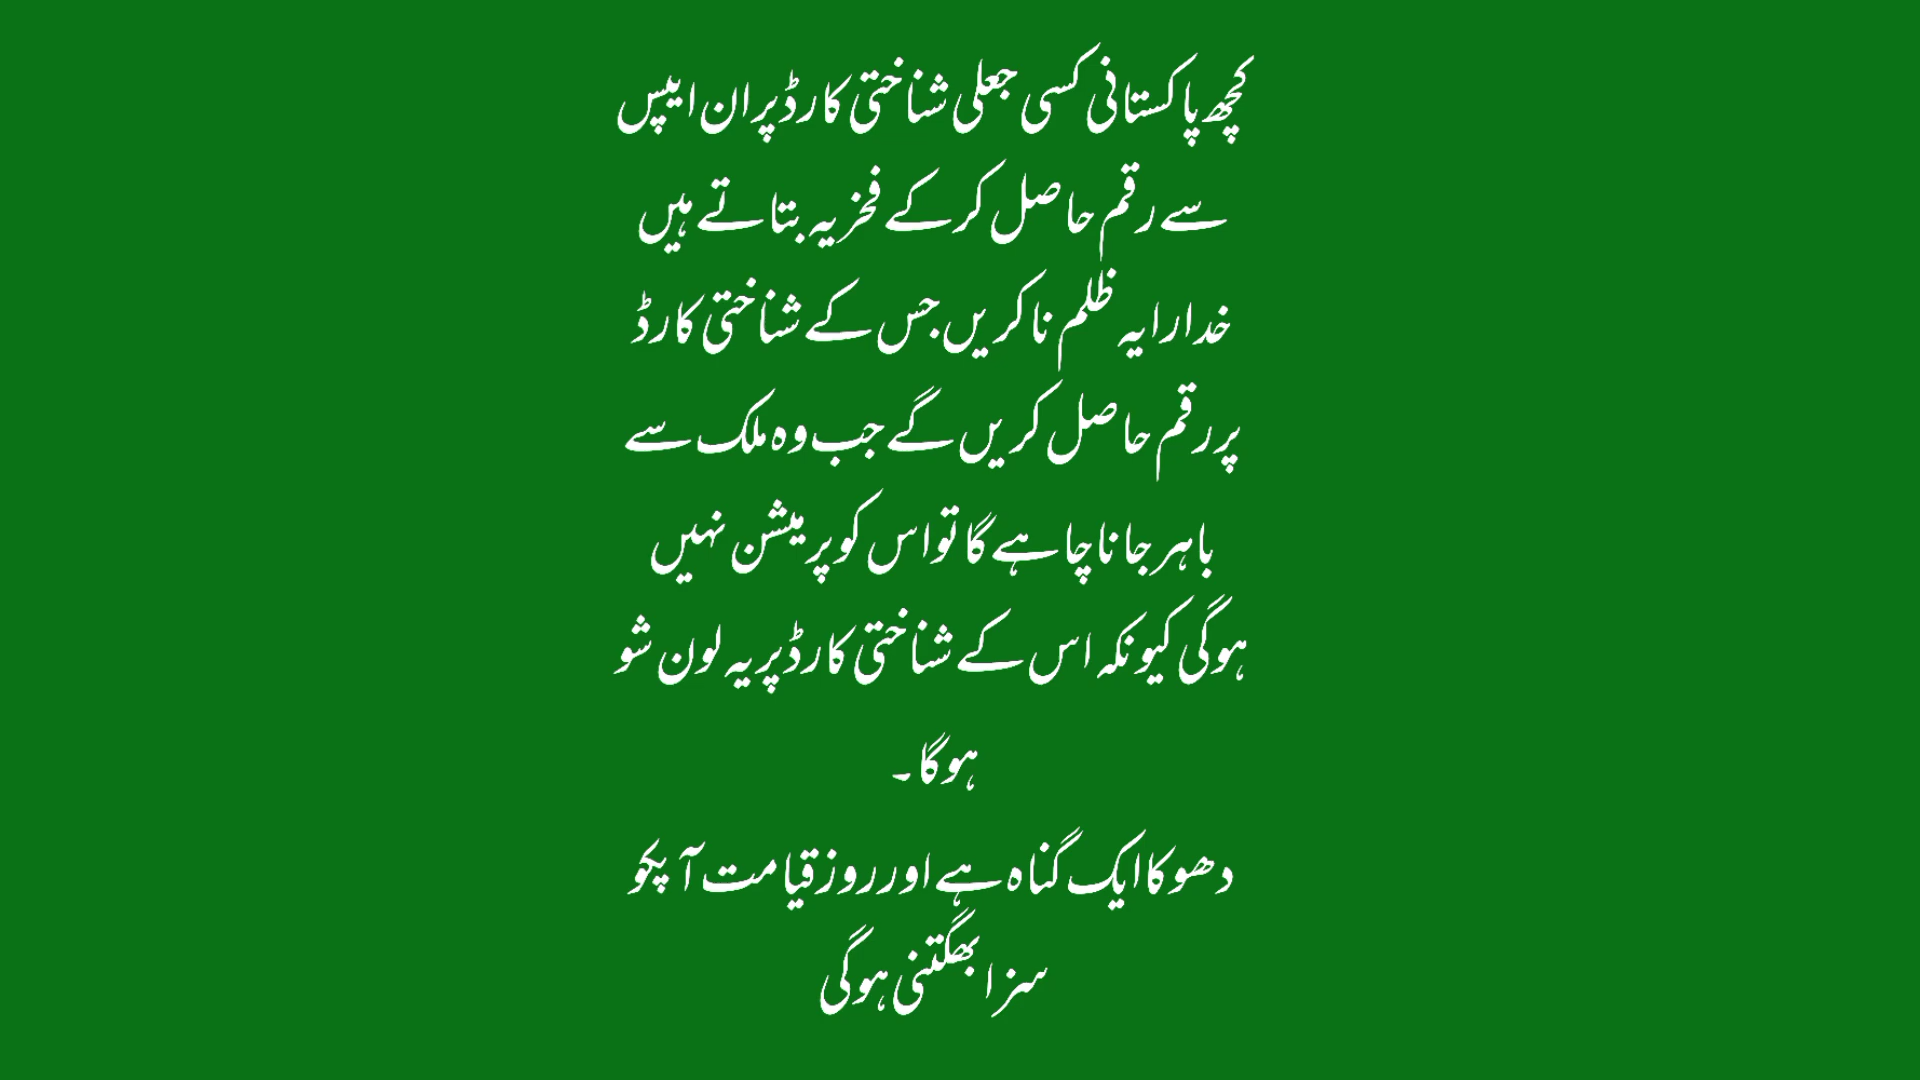 کچھ پاکستانی کسی جعلی شناختی کارڈ پر ان ایپس
سے رقم حاصل کرکے فخریہ بتاتے ہیں
خدارا یہ ظلم نا کریں جس کے شناختی کارڈ
پر رقم حاصل کریں گے جب وہ ملک سے
باہر جانا چاہے گا تو اس کو پرمیشن نہیں
ہوگی کیونکہ اس کے شناختی کارڈ پر یہ لون شو
ہوگا۔
دھوکا ایک گناہ ہے اور روز قیامت آپکو
سزا بھگتنی ہوگی